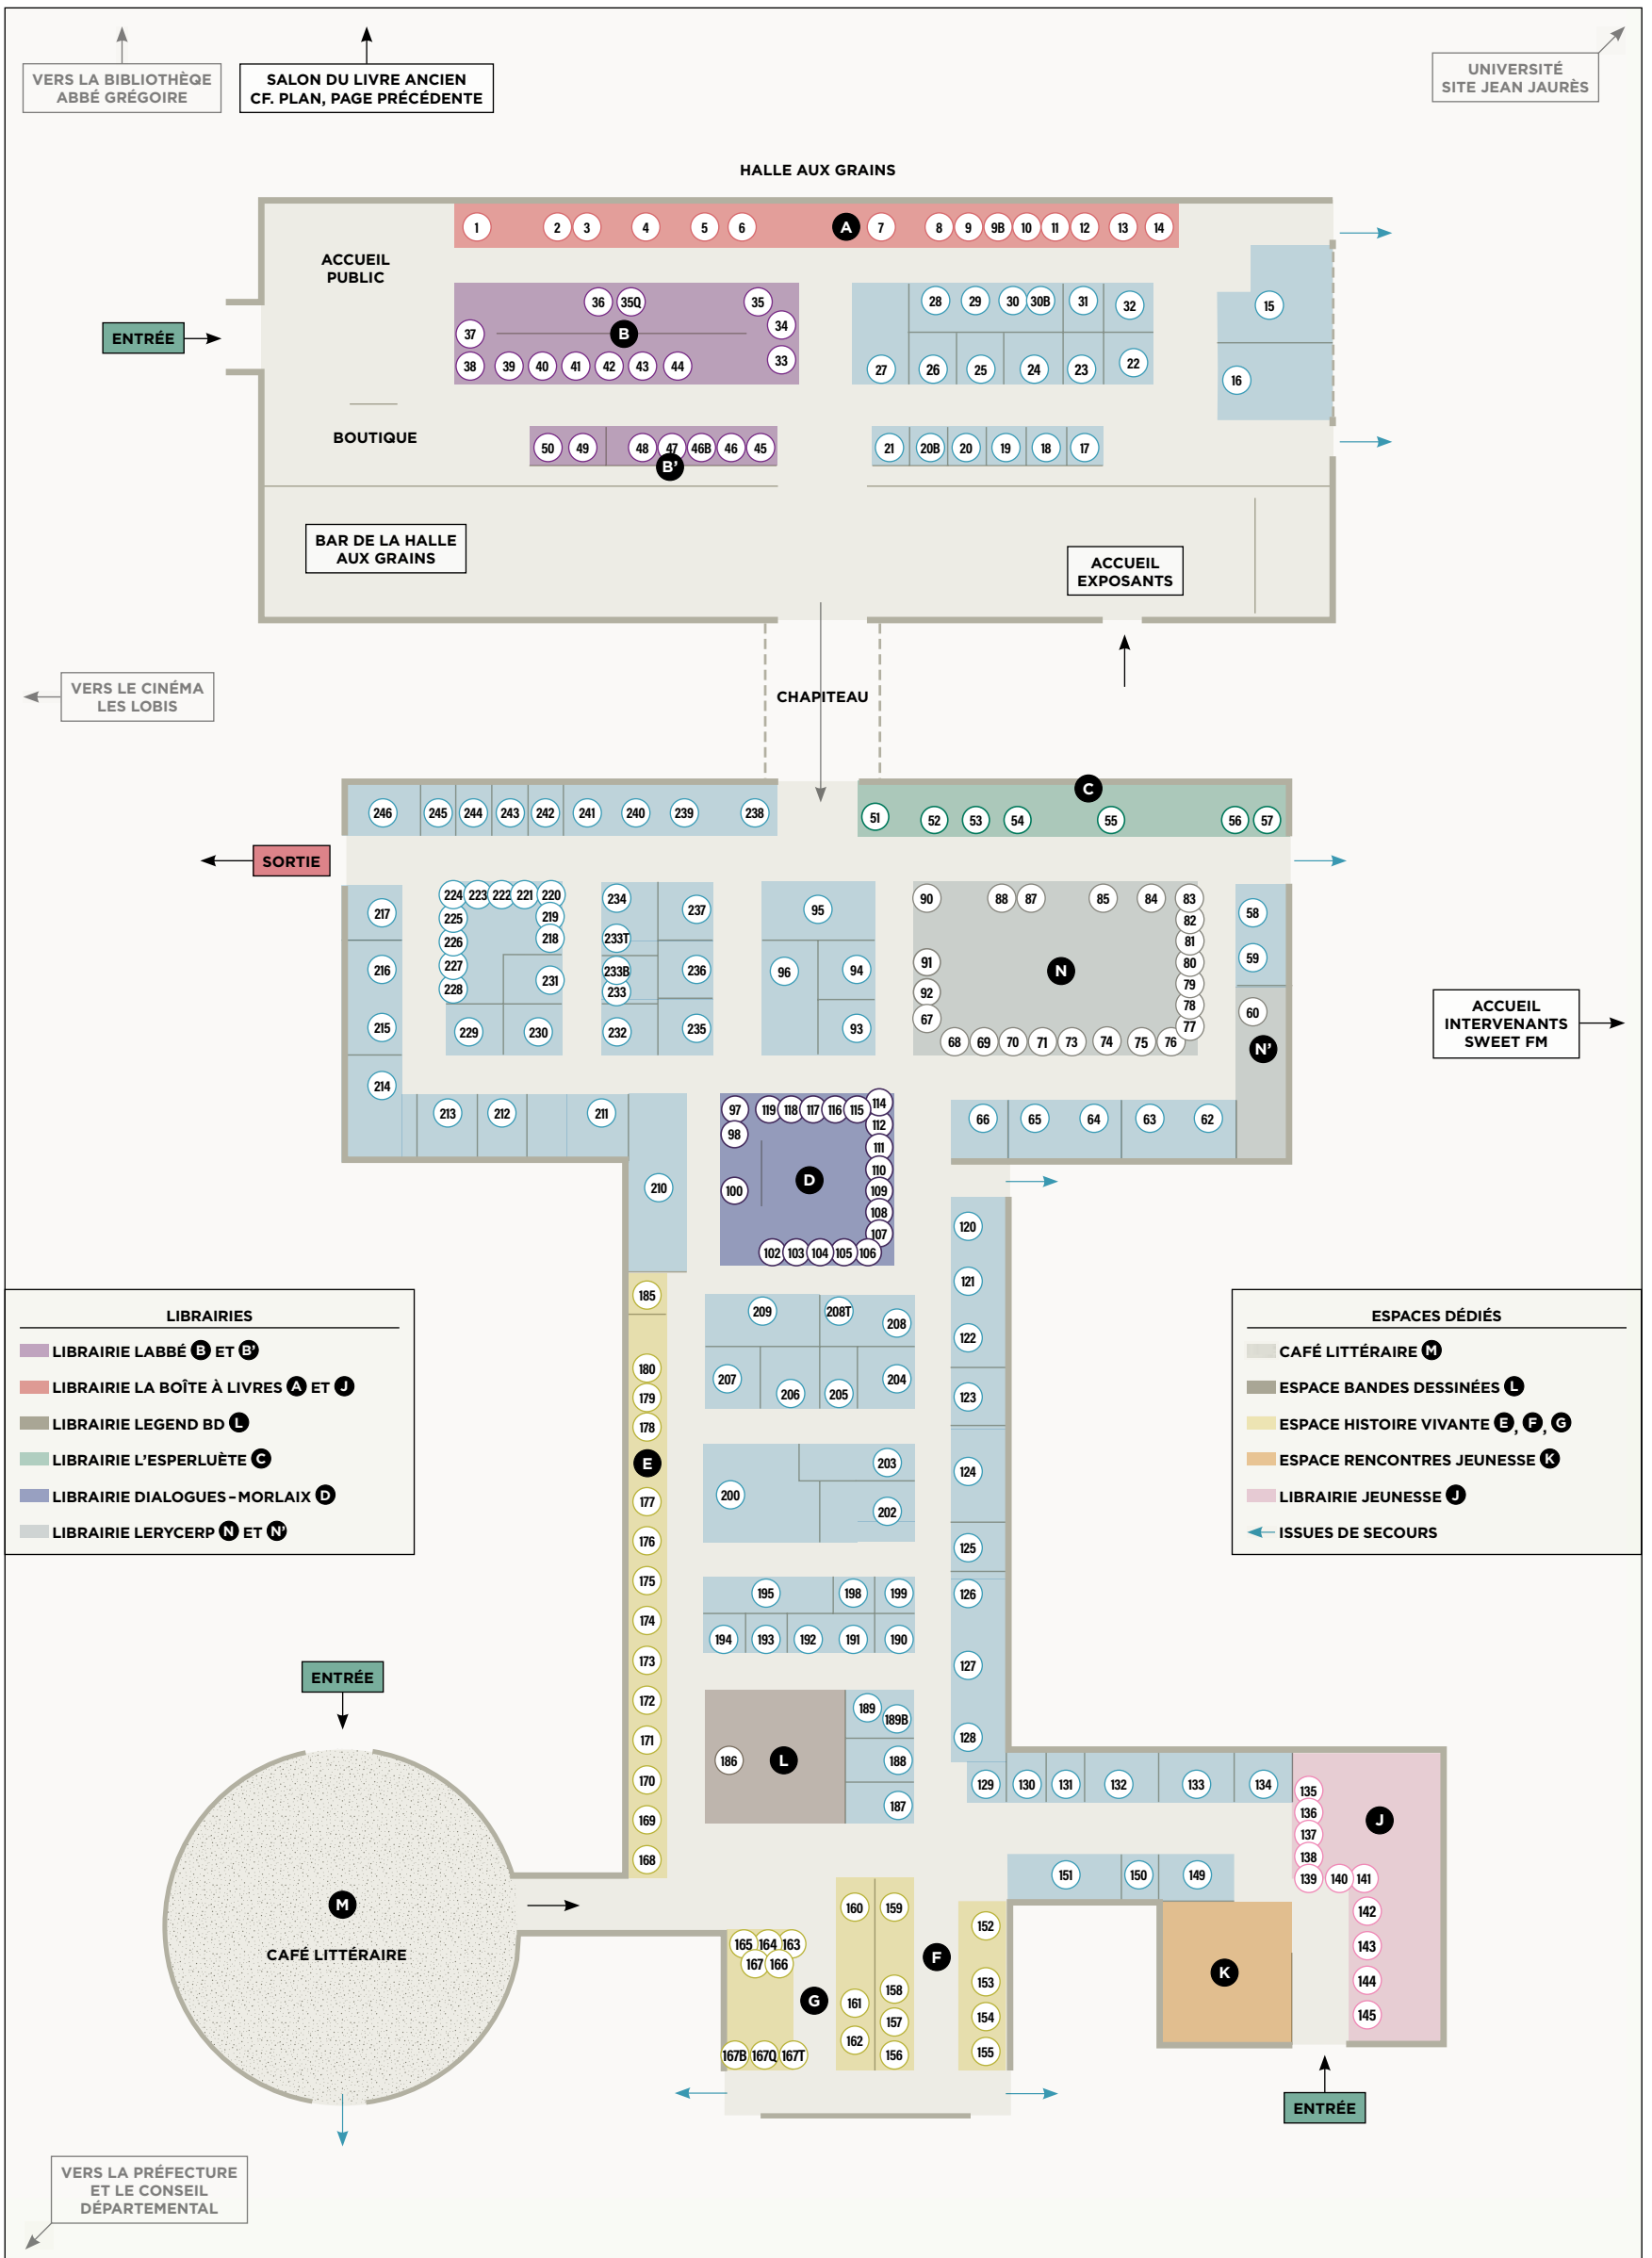 VERS LA BIBLIOTHÈQE
ABBÉ GRÉGOIRE
SALON DU LIVRE ANCIEN
CF. PLAN, PAGE PRÉCÉDENTE
UNIVERSITÉ
SITE JEAN JAURÈS
HALLE AUX GRAINS
1 2 3 4 5 6 A 7 8 9 9B 10 11 12 13 14
ACCUEIL
PUBLIC
36 35Q 35
34
37 B
33
38 39 40 41 42 43 44
28 29 30 30B 31 32
27 26 25 24 23 22
15
16
ENTRÉE
BOUTIQUE
50 49 48 47 46B 46 45
B’
21 20B 20 19 18 17
BAR DE LA HALLE
AUX GRAINS
ACCUEIL
EXPOSANTS
VERS LE CINÉMA
LES LOBIS
CHAPITEAU
C
246 245 244 243 242 241 240 239 238
51 52 53 54 55 56 57
SORTIE
217
216
215
214
224 223 222 221 220
225 219
226 218
227
228 231
229 230
234 237
233T
233B 236
233
232 235
95
96 94
93
90 88 87 85 84 83
82
81
91 N 80
92 79
78
67 77
68 69 70 71 73 74 75 76
58
59
60
N’
ACCUEIL
INTERVENANTS
SWEET FM
213 212 211
210
97 119 118 117 116 115 114
98 112
111
110
100 D 109
108
107
102 103 104 105 106
66 65 64 63 62
120
121
122
123
124
125
126
127
128
185
180
179
178
E
177
176
175
174
173
172
171
170
169
168
209 208T 208
207 206 205 204
203
200
202
195 198 199
194 193 192 191 190
189
189B
186 L 188
187
LIBRAIRIES
LIBRAIRIE LABBÉ B ET B’
LIBRAIRIE LA BOÎTE À LIVRES A ET J
LIBRAIRIE LEGEND BD L
LIBRAIRIE L’ESPERLUÈTE C
LIBRAIRIE DIALOGUES–MORLAIX D
LIBRAIRIE LERYCERP N ET N’
ESPACES DÉDIÉS
CAFÉ LITTÉRAIRE M
ESPACE BANDES DESSINÉES L
ESPACE HISTOIRE VIVANTE E, F, G
ESPACE RENCONTRES JEUNESSE K
LIBRAIRIE JEUNESSE J
ISSUES DE SECOURS
ENTRÉE
M
CAFÉ LITTÉRAIRE
129 130 131 132 133 134
135
136
137
138
139 140 141
J
142
143
144
145
151 150 149
K
160 159
161 158
162 157
156
F
152
153
154
155
165 164 163
167 166
G
167B 167Q 167T
ENTRÉE
VERS LA PRÉFECTURE
ET LE CONSEIL
DÉPARTEMENTAL